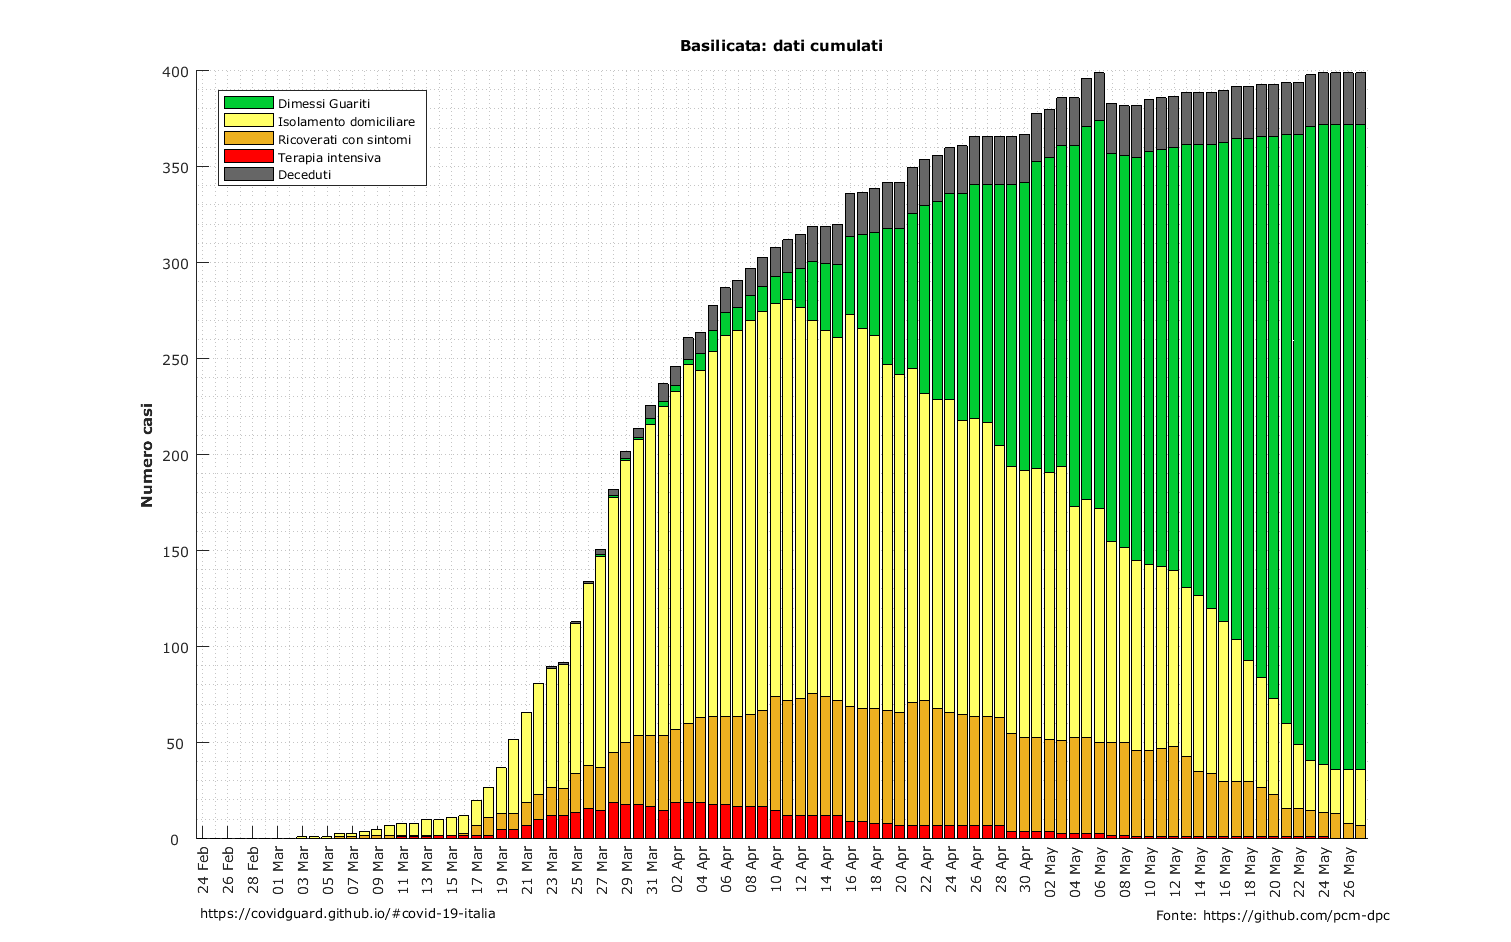 Basilicata: dati cumulati
400
350
300
250
200
150
100
50
0
Numero casi
Dimessi Guariti
Isolamento domiciliare
Ricoverati con sintomi
Terapia intensiva
Deceduti
24 Feb
26 Feb
28 Feb
01 Mar
03 Mar
05 Mar
07 Mar
09 Mar
11 Mar
13 Mar
15 Mar
17 Mar
19 Mar
21 Mar
23 Mar
25 Mar
27 Mar
29 Mar
31 Mar
02 Apr
04 Apr
06 Apr
08 Apr
10 Apr
12 Apr
14 Apr
16 Apr
18 Apr
20 Apr
22 Apr
24 Apr
26 Apr
28 Apr
30 Apr
02 May
04 May
06 May
08 May
10 May
12 May
14 May
16 May
18 May
20 May
22 May
24 May
26 May
https://covidguard.github.io/#covid-19-italia
Fonte: https://github.com/pcm-dpc